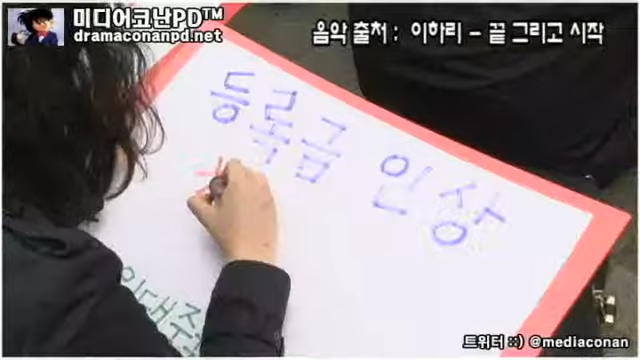 미디어코난PD™
dramaconanpd.net
음악 출처 : 이하리 - 끝 그리고 시작
등록금 인상
트위터 ::) @mediaconan